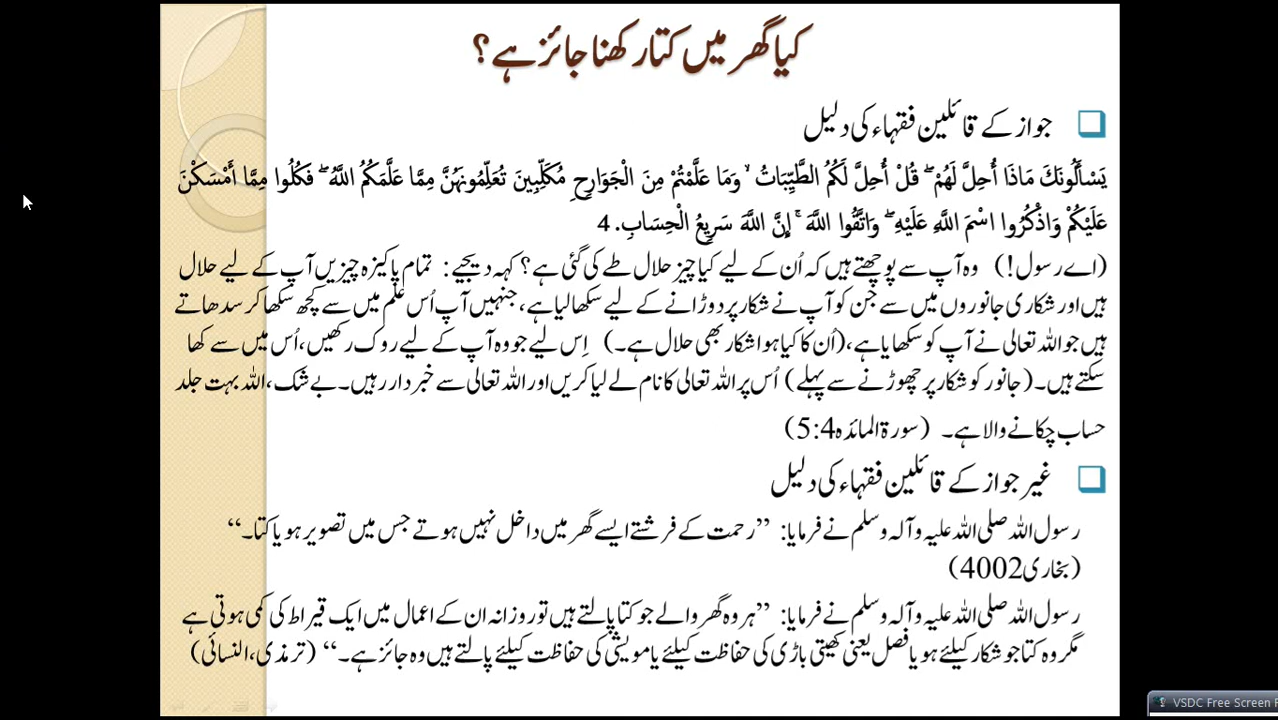 کیا گھر میں کتا رکھنا جائز ہے؟
جواز کے قائلین فقہاء کی دلیل
يَسْأَلُونَكَ مَاذَا أُحِلَّ لَهُمْ ۖ قُلْ أُحِلَّ لَكُمُ الطَّيِّبَاتُ ۙ وَمَا عَلَّمْتُمْ مِنَ الْجَوَارِحِ مُكَلِّبِينَ تُعَلِّمُونَهُنَّ مِمَّا عَلَّمَكُمُ اللَّهُ ۖ فَكُلُوا مِمَّا أَمْسَكْنَ
عَلَيْكُمْ وَاذْكُرُوا اسْمَ اللَّهِ عَلَيْهِ ۖ وَاتَّقُوا اللَّهَ ۚ إِنَّ اللَّهَ سَرِيعُ الْحِسَابِ. 4
(اے رسول!) وہ آپ سے پوچھتے ہیں کہ اُن کے لیے کیا چیز حلال طے کی گئی ہے؟ کہہ دیجیے: تمام پاکیزہ چیزیں آپ کے لیے حلال
ہیں اور شکاری جانوروں میں سے جن کو آپ نے شکار پر دوڑانے کے لیے سکھا لیا ہے، جنہیں آپ اُس علم میں سے کچھ سکھا کر سدھاتے
ہیں جو اللہ تعالی نے آپ کو سکھایا ہے، (اُن کا کیا ہوا شکار بھی حلال ہے۔) اِس لیے جو وہ آپ کے لیے روک رکھیں، اُس میں سے کھا
سکتے ہیں۔ (جانور کو شکار پر چھوڑنے سے پہلے) اُس پر اللہ تعالی کا نام لے لیا کریں اور اللہ تعالی سے خبردار رہیں۔ بے شک، اللہ بہت جلد
حساب چکانے والا ہے۔ (سورۃ المائدہ 5:4)
غیر جواز کے قائلین فقہاء کی دلیل
رسول اللہ صلی اللہ علیہ وآلہ وسلم نے فرمایا: ”رحمت کے فرشتے ایسے گھر میں داخل نہیں ہوتے جس میں تصویر ہو یا کتا۔“
(بخاری 4002)
رسول اللہ صلی اللہ علیہ وآلہ وسلم نے فرمایا: ”ہر وہ گھر والے جو کتا پالتے ہیں تو روزانہ ان کے اعمال میں ایک قیراط کی کمی ہوتی ہے
مگر وہ کتا جو شکار کیلئے ہو یا فصل یعنی کھیتی باڑی کی حفاظت کیلئے یا مویشی کی حفاظت کیلئے پالتے ہیں وہ جائز ہے۔“ (ترمذی، النسائی)
VSDC Free Screen